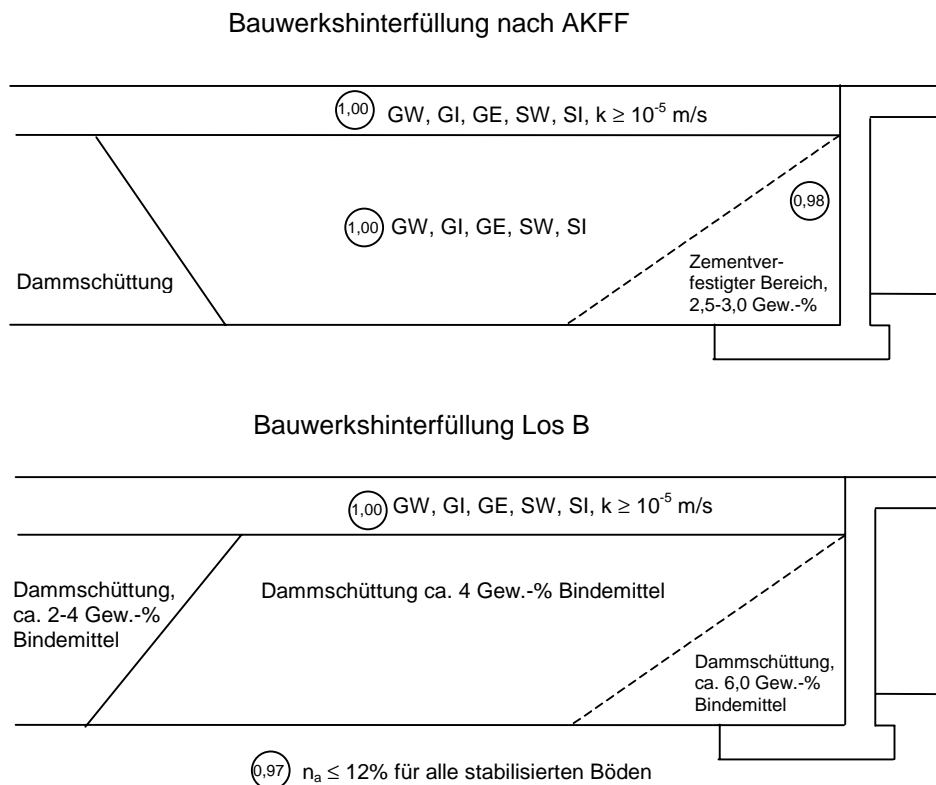 Bauwerkshinterfüllung nach AKFF
1,00 GW, GI, GE, SW, SI, k ≥ 10⁻⁵ m/s
0,98
1,00 GW, GI, GE, SW, SI
Dammschüttung
Zementver-
festigter Bereich,
2,5-3,0 Gew.-%
Bauwerkshinterfüllung Los B
1,00 GW, GI, GE, SW, SI, k ≥ 10⁻⁵ m/s
Dammschüttung,
ca. 2-4 Gew.-%
Bindemittel
Dammschüttung ca. 4 Gew.-% Bindemittel
Dammschüttung,
ca. 6,0 Gew.-%
Bindemittel
0,97 nₐ ≤ 12% für alle stabilisierten Böden